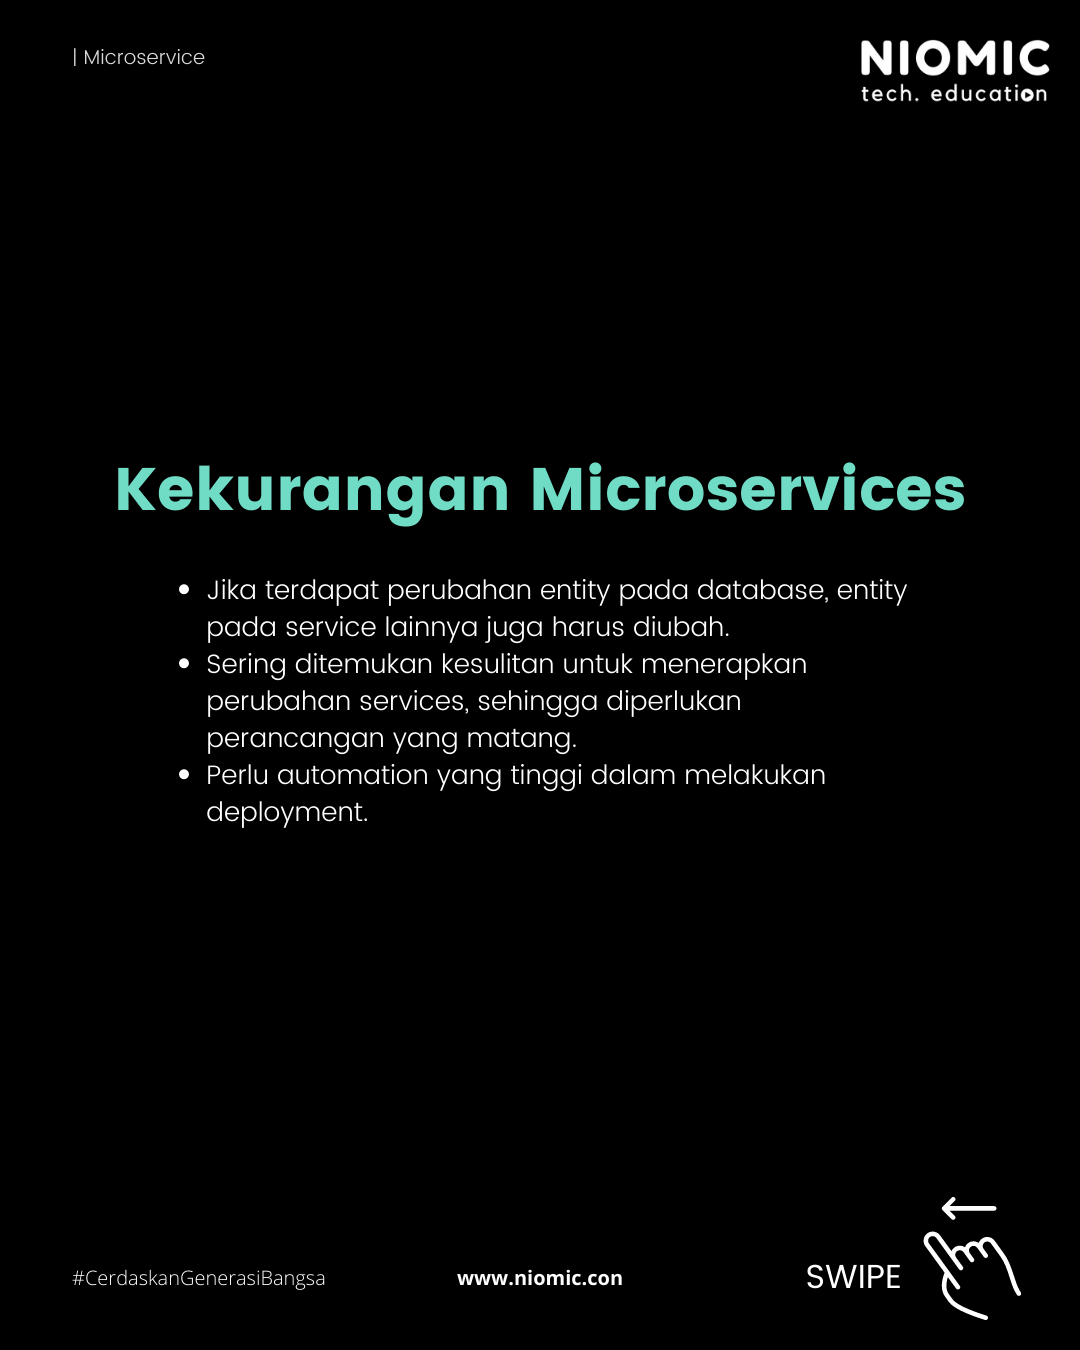 | Microservice
NIOMIC
tech. education
Kekurangan Microservices
• Jika terdapat perubahan entity pada database, entity
pada service lainnya juga harus diubah.
• Sering ditemukan kesulitan untuk menerapkan
perubahan services, sehingga diperlukan
perancangan yang matang.
• Perlu automation yang tinggi dalam melakukan
deployment.
#CerdaskanGenerasiBangsa
www.niomic.con
SWIPE